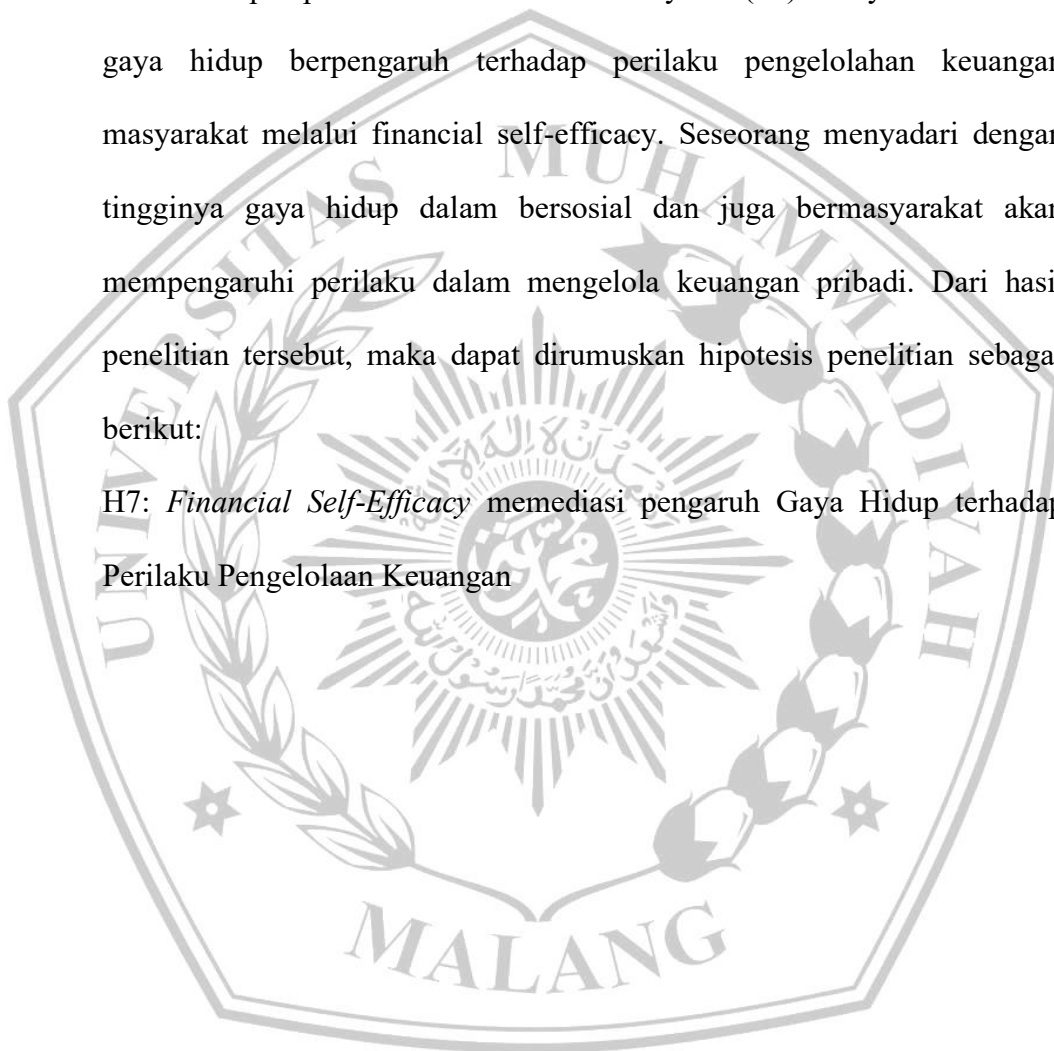 gaya hidup berpengaruh terhadap perilaku pengelolahan keuangan
masyarakat melalui financial self-efficacy. Seseorang menyadari dengan
tingginya gaya hidup dalam bersosial dan juga bermasyarakat akan
mempengaruhi perilaku dalam mengelola keuangan pribadi. Dari hasi
penelitian tersebut, maka dapat dirumuskan hipotesis penelitian sebaga
berikut:
H7: Financial Self-Efficacy memediasi pengaruh Gaya Hidup terhadap
Perilaku Pengelolaan Keuangan
UNIVERSITAS MUHAMMADIYAH
MALANG